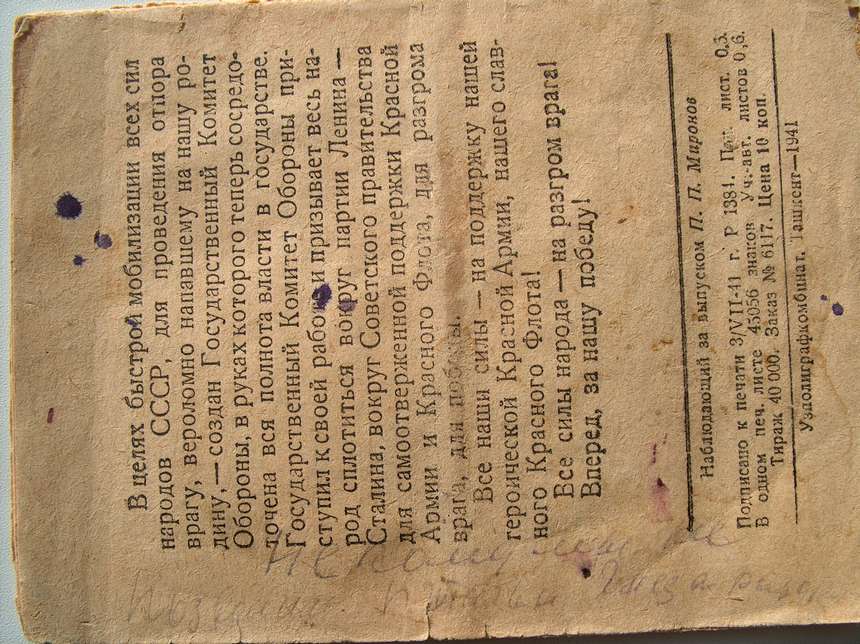 В целях быстрой мобилизации всех сил
народов СССР, для проведения отпора
врагу, вероломно напавшему на нашу ро-
дину, — создан Государственный Комитет
Обороны, в руках которого теперь сосредо-
точена вся полнота власти в государстве.
Государственный Комитет Обороны при-
ступил к своей работе и призывает весь на-
род сплотиться вокруг партии Ленина —
Сталина, вокруг Советского правительства
для самоотверженной поддержки Красной
Армии и Красного Флота, для разгрома
врага, для победы.
Все наши силы — на поддержку нашей
героической Красной Армии, нашего слав-
ного Красного Флота!
Все силы народа — на разгром врага!
Вперед, за нашу победу!
Наблюдающий за выпуском П. П. Миронов
Подписано к печати 3/VII-41 г. Р 1384. Печ. лист. 0,3.
В одном печ. листе 45056 знаков Уч.-авт. листов 0,6.
Тираж 40 000. Заказ № 6117. Цена 10 коп.
Узполиграфкомбинат. Ташкент—1941